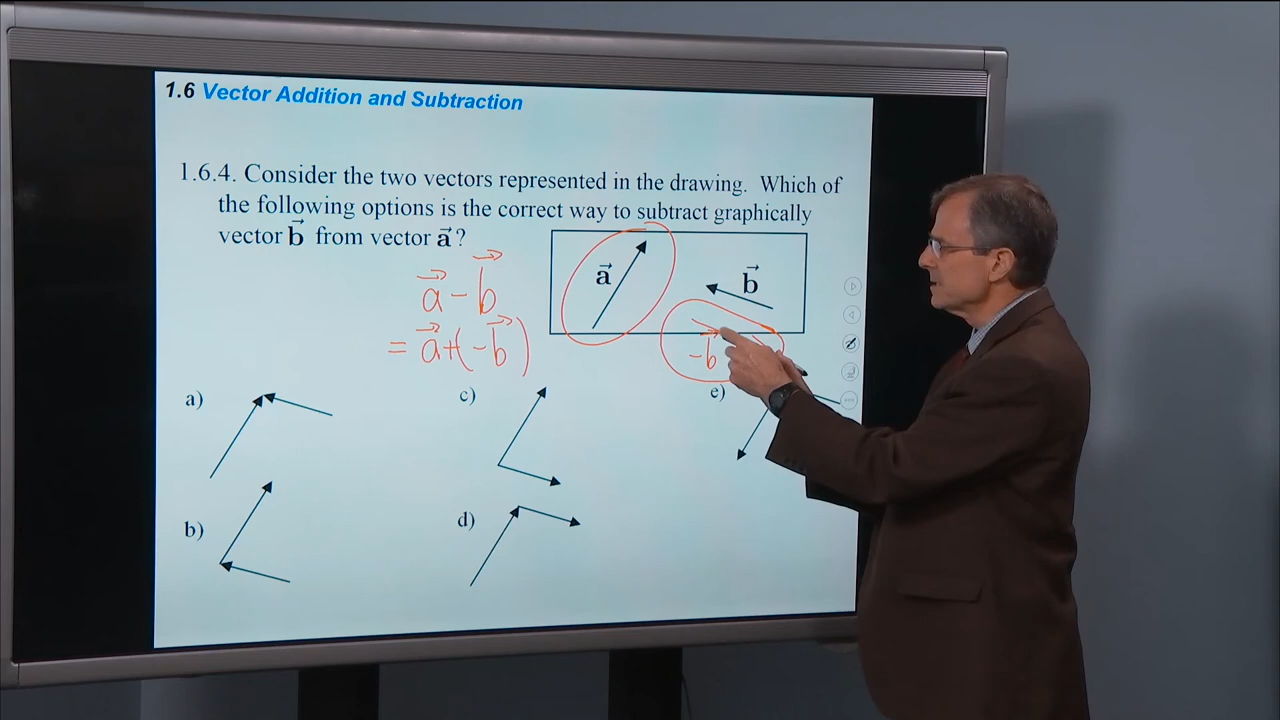 1.6 Vector Addition and Subtraction
1.6.4. Consider the two vectors represented in the drawing. Which of
the following options is the correct way to subtract graphically
vector b⃗ from vector a⃗?
a⃗
b⃗
a⃗ - b⃗
= a⃗ + (-b⃗)
-b⃗
a)
c)
e)
b)
d)